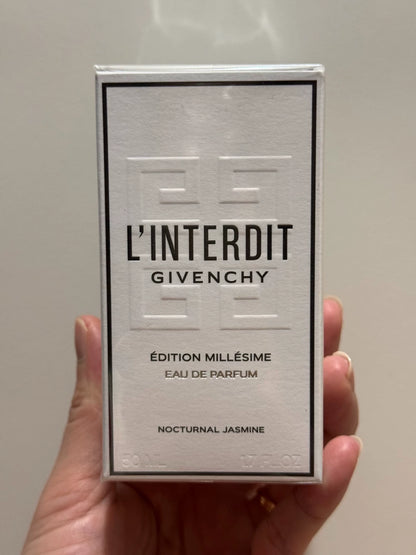 L'INTERDIT
GIVENCHY
ÉDITION MILLÉSIME
EAU DE PARFUM
NOCTURNAL JASMINE
50 ML 1.7 FL.OZ